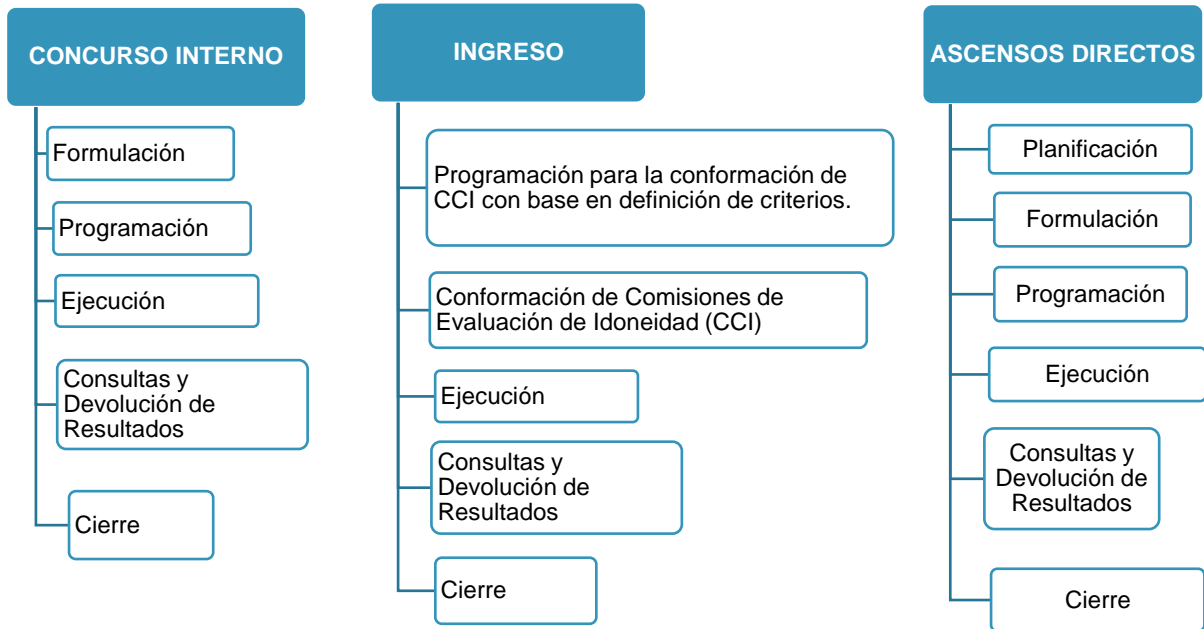 CONCURSO INTERNO
Formulación
Programación
Ejecución
Consultas y
Devolución de
Resultados
Cierre
INGRESO
Programación para la conformación de
CCI con base en definición de criterios.
Conformación de Comisiones de
Evaluación de Idoneidad (CCI)
Ejecución
Consultas y
Devolución de
Resultados
Cierre
ASCENSOS DIRECTOS
Planificación
Formulación
Programación
Ejecución
Consultas y
Devolución de
Resultados
Cierre